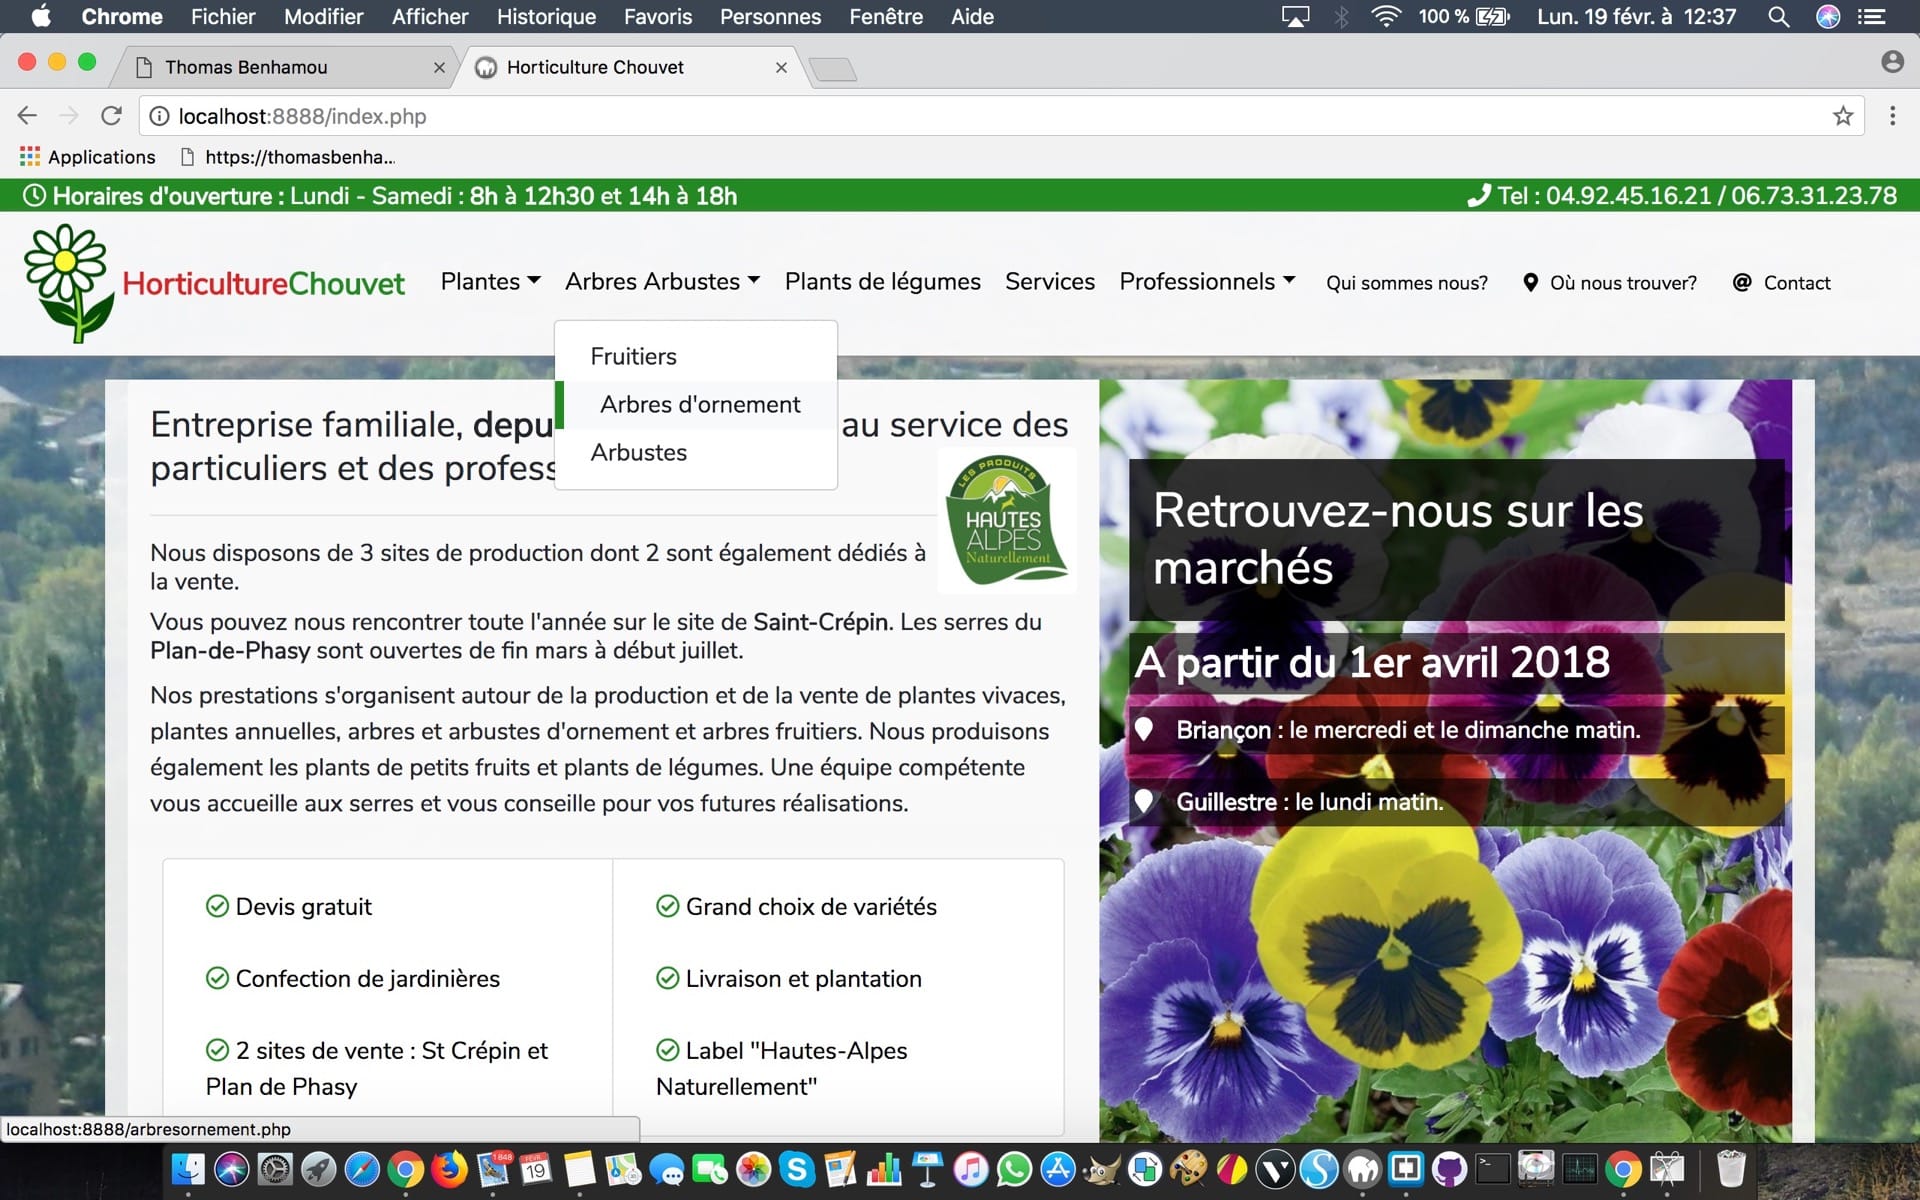 Chrome Fichier Modifier Afficher Historique Favoris Personnes Fenêtre Aide 100 % Lun. 19 févr. à 12:37
Thomas Benhamou
Horticulture Chouvet
localhost:8888/index.php
Applications https://thomasbenha...
Horaires d'ouverture : Lundi - Samedi : 8h à 12h30 et 14h à 18h
Tel : 04.92.45.16.21 / 06.73.31.23.78
HorticultureChouvet
Plantes Arbres Arbustes Plants de légumes Services Professionnels Qui sommes nous? Où nous trouver? @ Contact
Fruitiers
Arbres d'ornement
Arbustes
Entreprise familiale, depu au service des
particuliers et des profess
LES PRODUITS
HAUTES
ALPES
Naturellement
Nous disposons de 3 sites de production dont 2 sont également dédiés à
la vente.
Vous pouvez nous rencontrer toute l'année sur le site de Saint-Crépin. Les serres du
Plan-de-Phasy sont ouvertes de fin mars à début juillet.
Nos prestations s'organisent autour de la production et de la vente de plantes vivaces,
plantes annuelles, arbres et arbustes d'ornement et arbres fruitiers. Nous produisons
également les plants de petits fruits et plants de légumes. Une équipe compétente
vous accueille aux serres et vous conseille pour vos futures réalisations.
Devis gratuit
Confection de jardinières
2 sites de vente : St Crépin et
Plan de Phasy
Grand choix de variétés
Livraison et plantation
Label "Hautes-Alpes
Naturellement"
Retrouvez-nous sur les
marchés
A partir du 1er avril 2018
Briançon : le mercredi et le dimanche matin.
Guillestre : le lundi matin.
localhost:8888/arbresornement.php
1848
FÉVR.
19